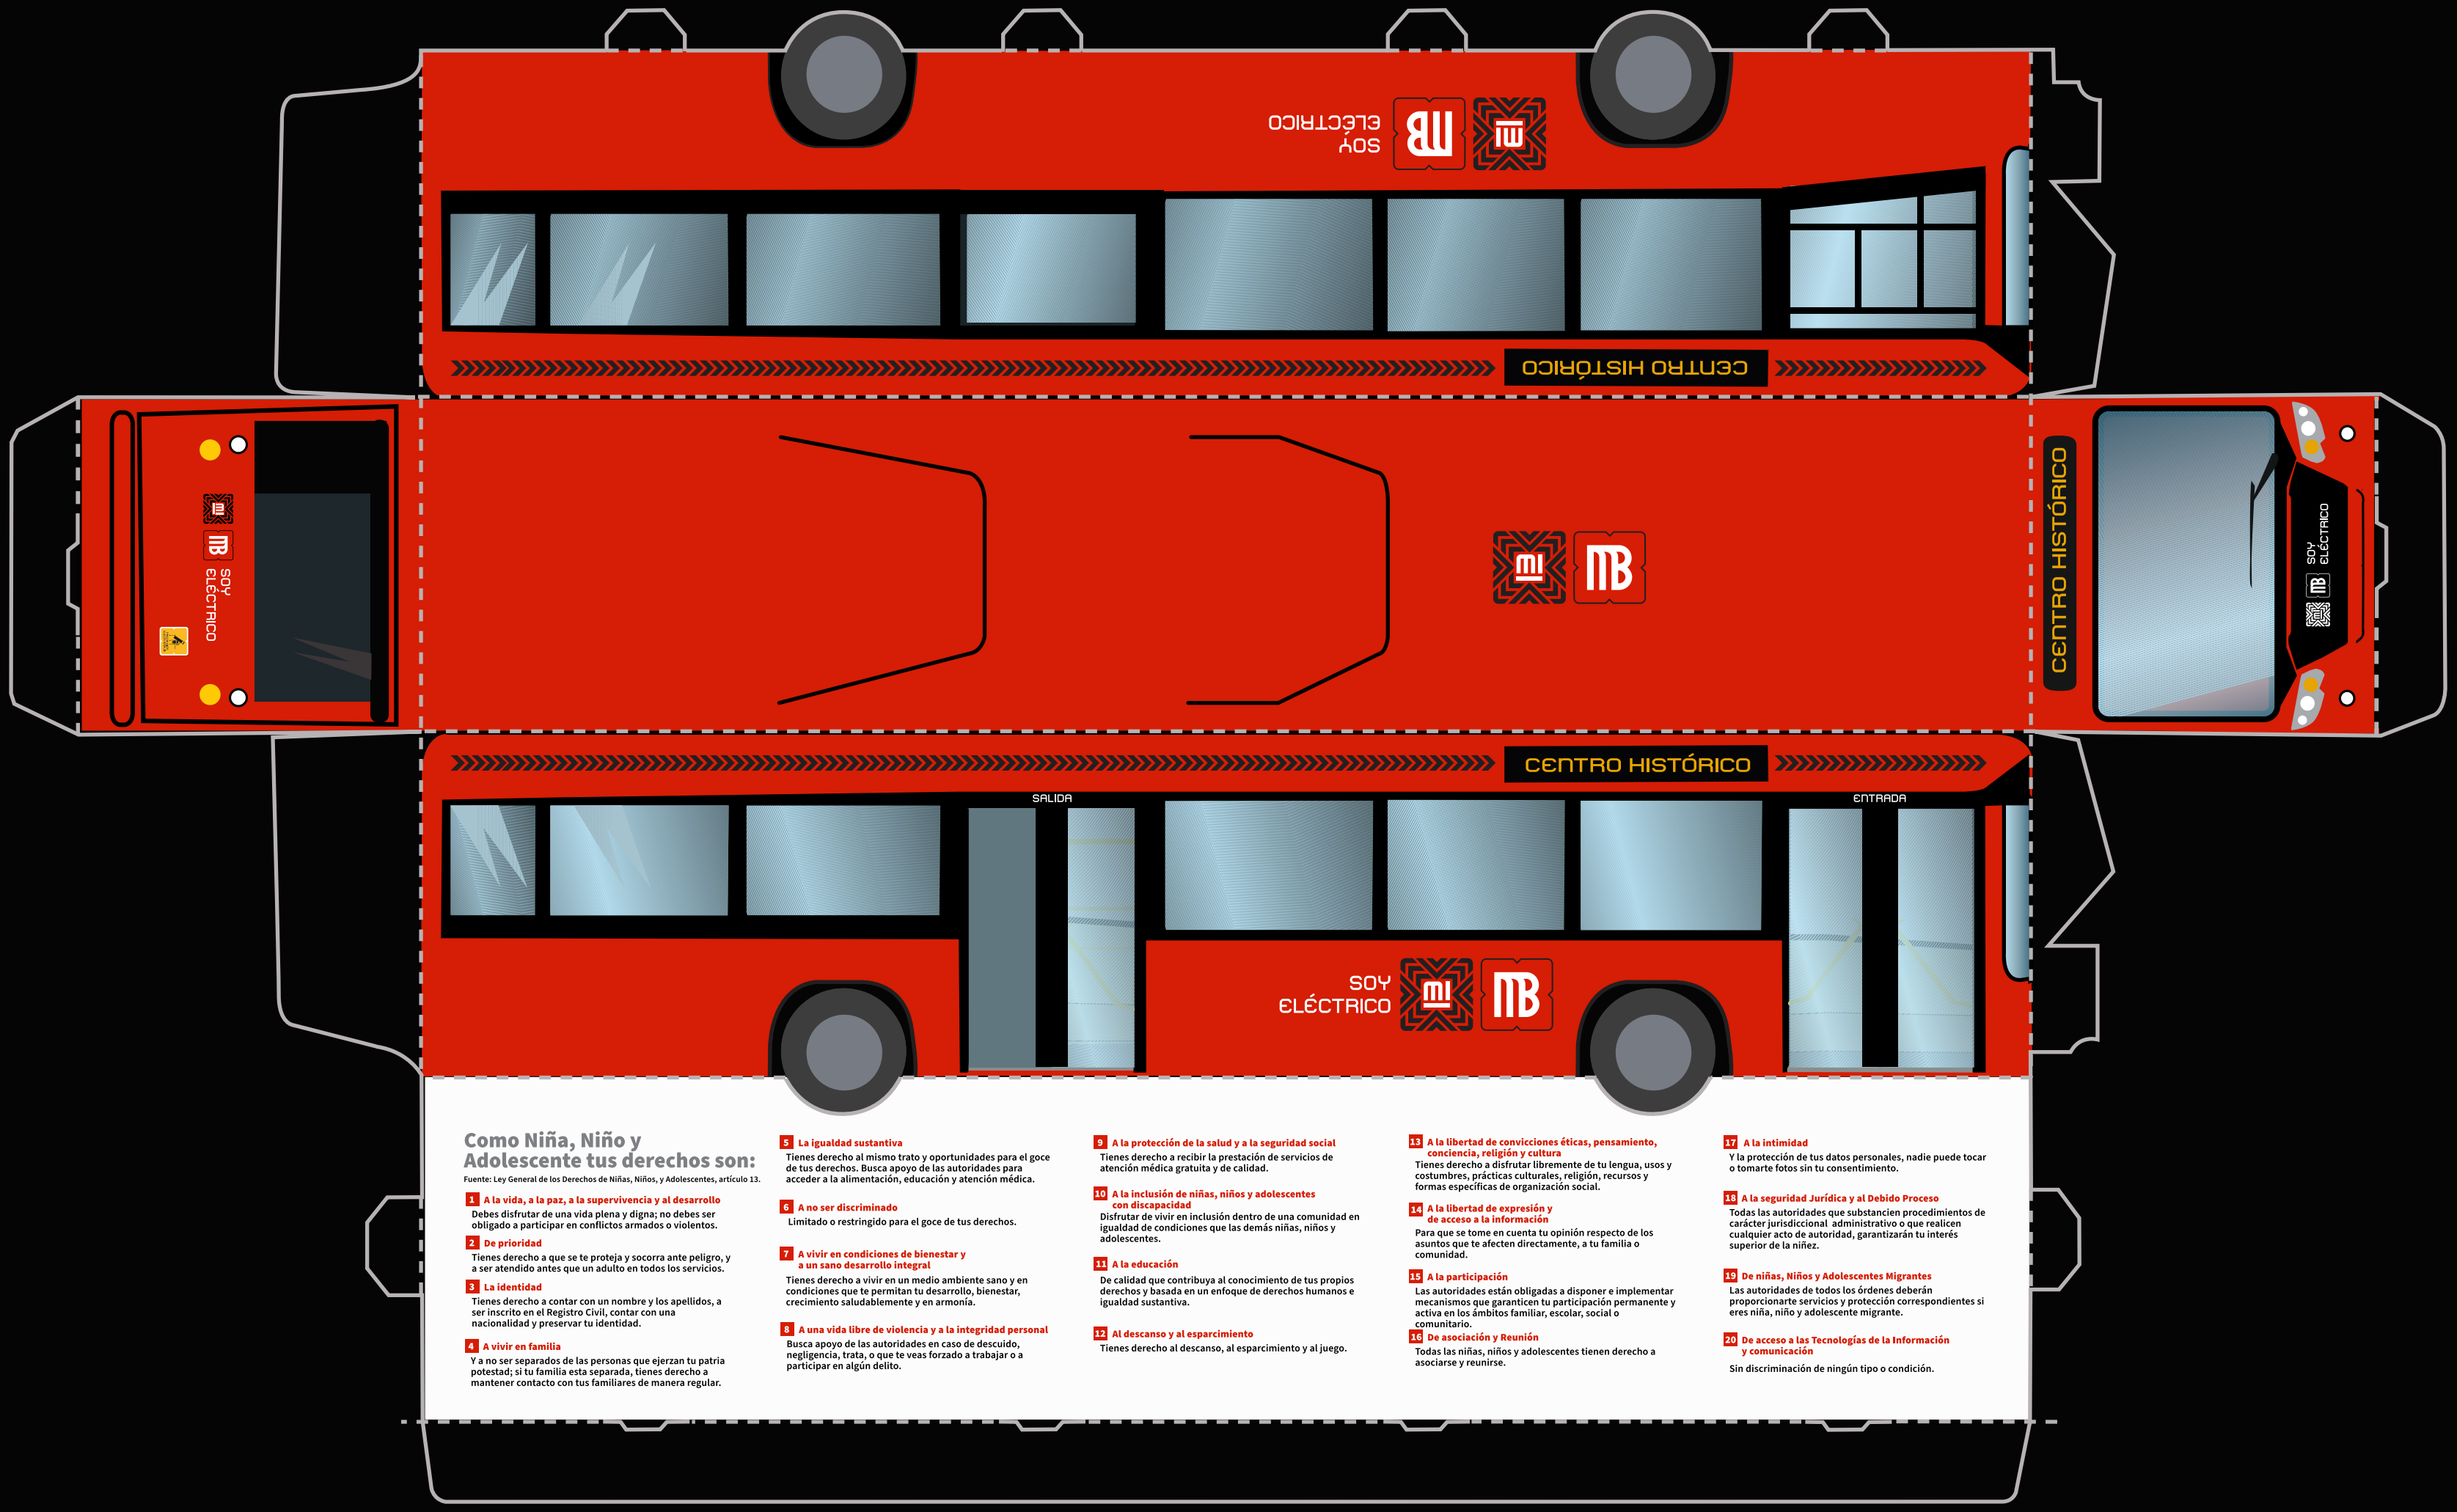 SOY
ELÉCTRICO
MB
MI
CENTRO HISTÓRICO
MI
MB
SOY
ELÉCTRICO
MI
MB
CENTRO HISTÓRICO
SOY
ELÉCTRICO
MB
CENTRO HISTÓRICO
SALIDA
ENTRADA
SOY
ELÉCTRICO
MI
MB
Como Niña, Niño y
Adolescente tus derechos son:
Fuente: Ley General de los Derechos de Niñas, Niños, y Adolescentes, artículo 13.
1 A la vida, a la paz, a la supervivencia y al desarrollo
Debes disfrutar de una vida plena y digna; no debes ser
obligado a participar en conflictos armados o violentos.
2 De prioridad
Tienes derecho a que se te proteja y socorra ante peligro, y
a ser atendido antes que un adulto en todos los servicios.
3 La identidad
Tienes derecho a contar con un nombre y los apellidos, a
ser inscrito en el Registro Civil, contar con una
nacionalidad y preservar tu identidad.
4 A vivir en familia
Y a no ser separados de las personas que ejerzan tu patria
potestad; si tu familia esta separada, tienes derecho a
mantener contacto con tus familiares de manera regular.
5 La igualdad sustantiva
Tienes derecho al mismo trato y oportunidades para el goce
de tus derechos. Busca apoyo de las autoridades para
acceder a la alimentación, educación y atención médica.
6 A no ser discriminado
Limitado o restringido para el goce de tus derechos.
7 A vivir en condiciones de bienestar y
a un sano desarrollo integral
Tienes derecho a vivir en un medio ambiente sano y en
condiciones que te permitan tu desarrollo, bienestar,
crecimiento saludablemente y en armonía.
8 A una vida libre de violencia y a la integridad personal
Busca apoyo de las autoridades en caso de descuido,
negligencia, trata, o que te veas forzado a trabajar o a
participar en algún delito.
9 A la protección de la salud y a la seguridad social
Tienes derecho a recibir la prestación de servicios de
atención médica gratuita y de calidad.
10 A la inclusión de niñas, niños y adolescentes
con discapacidad
Disfrutar de vivir en inclusión dentro de una comunidad en
igualdad de condiciones que las demás niñas, niños y
adolescentes.
11 A la educación
De calidad que contribuya al conocimiento de tus propios
derechos y basada en un enfoque de derechos humanos e
igualdad sustantiva.
12 Al descanso y al esparcimiento
Tienes derecho al descanso, al esparcimiento y al juego.
13 A la libertad de convicciones éticas, pensamiento,
conciencia, religión y cultura
Tienes derecho a disfrutar libremente de tu lengua, usos y
costumbres, prácticas culturales, religión, recursos y
formas específicas de organización social.
14 A la libertad de expresión y
de acceso a la información
Para que se tome en cuenta tu opinión respecto de los
asuntos que te afecten directamente, a tu familia o
comunidad.
15 A la participación
Las autoridades están obligadas a disponer e implementar
mecanismos que garanticen tu participación permanente y
activa en los ámbitos familiar, escolar, social o
comunitario.
16 De asociación y Reunión
Todas las niñas, niños y adolescentes tienen derecho a
asociarse y reunirse.
17 A la intimidad
Y la protección de tus datos personales, nadie puede tocar
o tomarte fotos sin tu consentimiento.
18 A la seguridad Jurídica y al Debido Proceso
Todas las autoridades que substancien procedimientos de
carácter jurisdiccional administrativo o que realicen
cualquier acto de autoridad, garantizarán tu interés
superior de la niñez.
19 De niñas, Niños y Adolescentes Migrantes
Las autoridades de todos los órdenes deberán
proporcionarte servicios y protección correspondientes si
eres niña, niño y adolescente migrante.
20 De acceso a las Tecnologías de la Información
y comunicación
Sin discriminación de ningún tipo o condición.